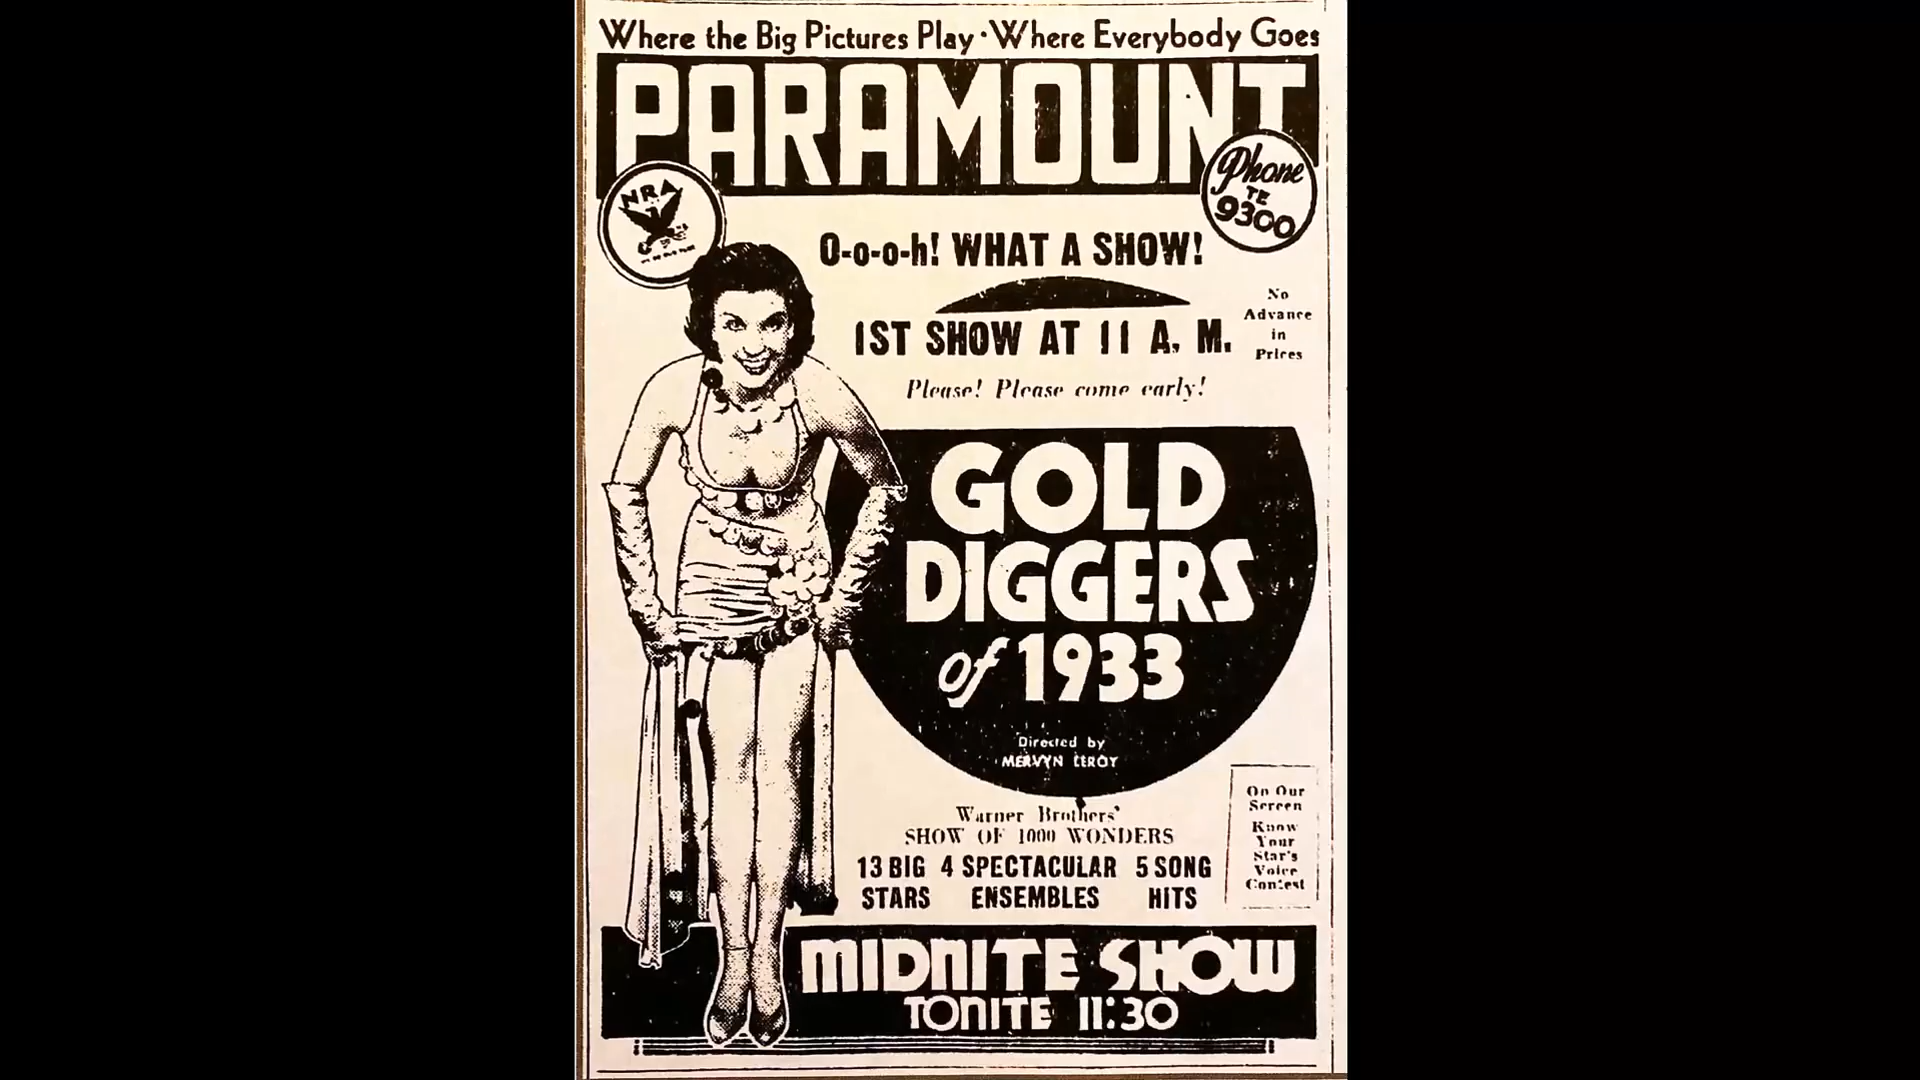 Where the Big Pictures Play · Where Everybody Goes
PARAMOUNT
NRA
Phone
TE
9300
O-o-o-h! WHAT A SHOW!
1ST SHOW AT 11 A. M.
No
Advance
in
Prices
Please! Please come early!
GOLD
DIGGERS
of 1933
Directed by
MERVYN LEROY
Warner Brothers'
SHOW OF 1000 WONDERS
13 BIG 4 SPECTACULAR 5 SONG
STARS ENSEMBLES HITS
On Our
Screen
Know
Your
Star's
Voice
Contest
MIDNITE SHOW
TONITE 11:30